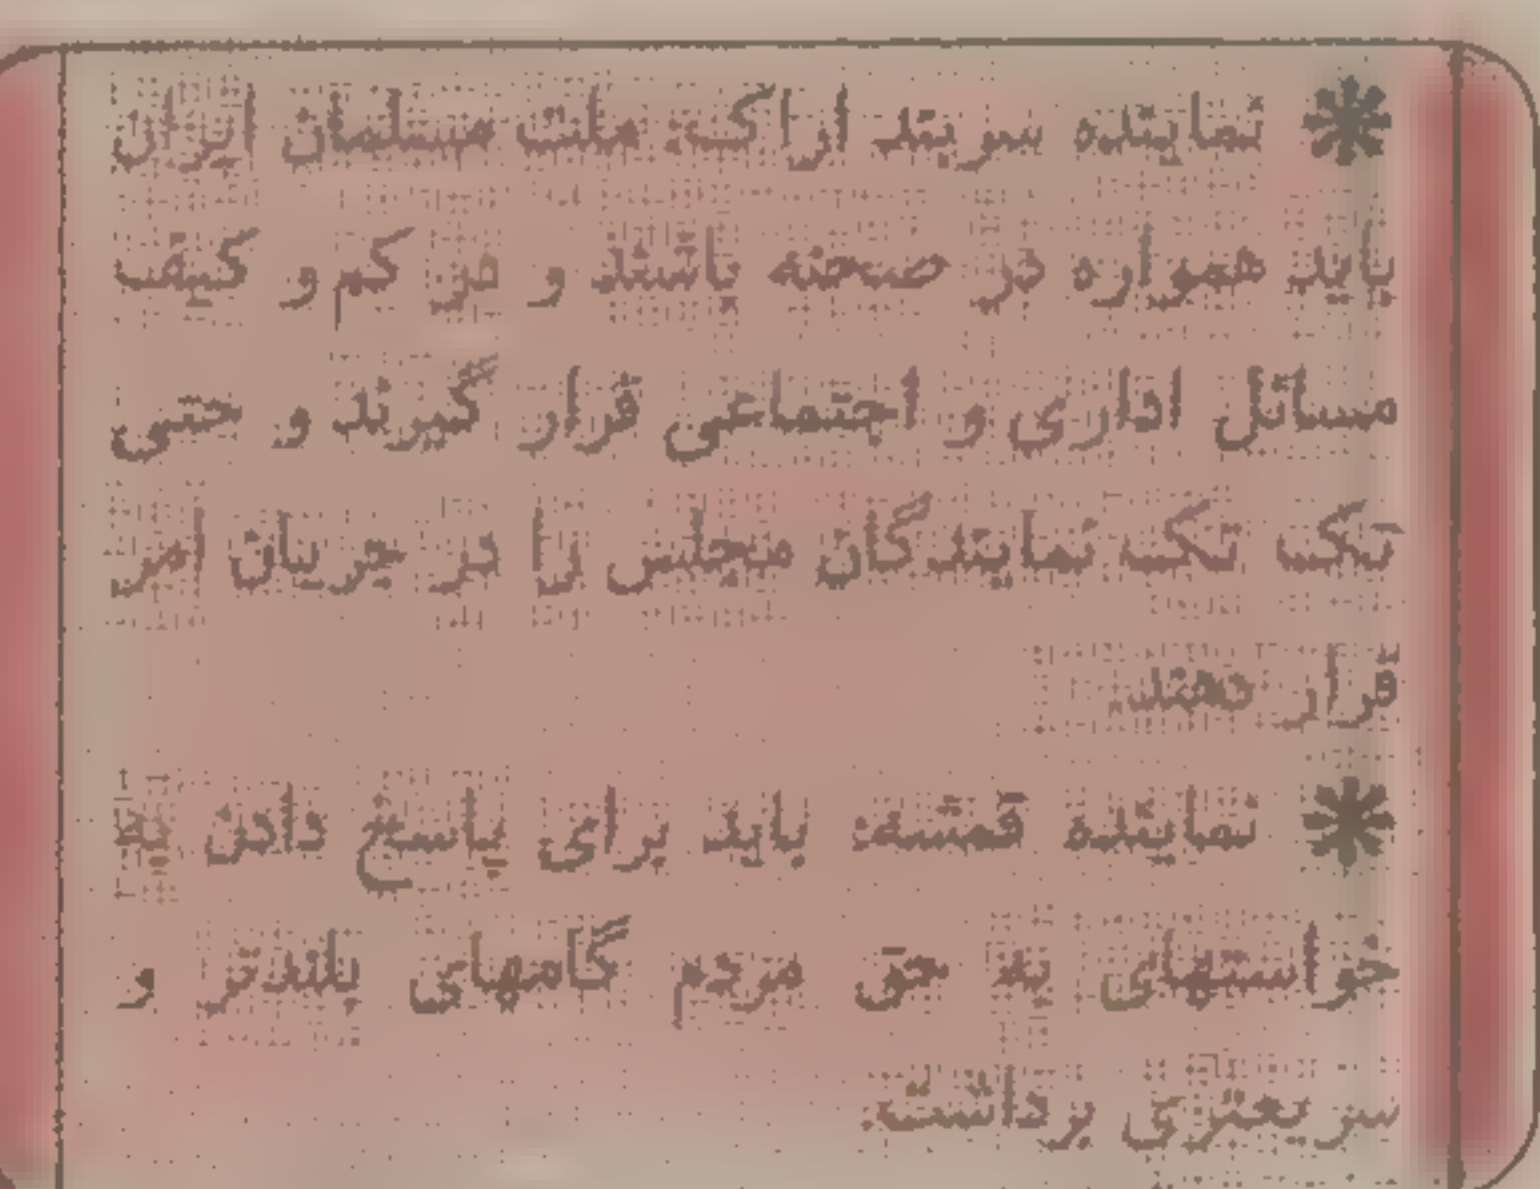 * نماینده سربند اراک: ملت مسلمان ایران
باید همواره در صحنه باشند و در کم و کیف
مسائل اداری و اجتماعی قرار گیرند و حتی
تک تک نمایندگان مجلس را در جریان امر
قرار دهند.
* نماینده قمشه: باید برای پاسخ دادن به
خواستهای به حق مردم گامهای بلندتر و
سریعتری برداشت.